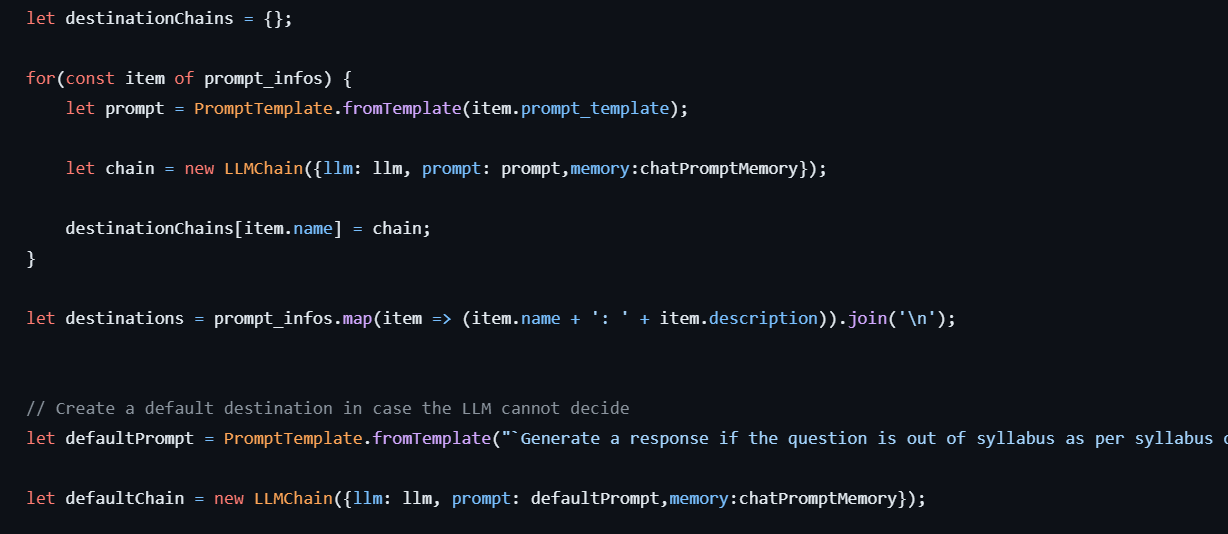 let destinationChains = {};
for(const item of prompt_infos) {
    let prompt = PromptTemplate.fromTemplate(item.prompt_template);
    let chain = new LLMChain({llm: llm, prompt: prompt,memory:chatPromptMemory});
    destinationChains[item.name] = chain;
}
let destinations = prompt_infos.map(item => (item.name + ': ' + item.description)).join('\n');
// Create a default destination in case the LLM cannot decide
let defaultPrompt = PromptTemplate.fromTemplate("`Generate a response if the question is out of syllabus as per syllabus
let defaultChain = new LLMChain({llm: llm, prompt: defaultPrompt,memory:chatPromptMemory});